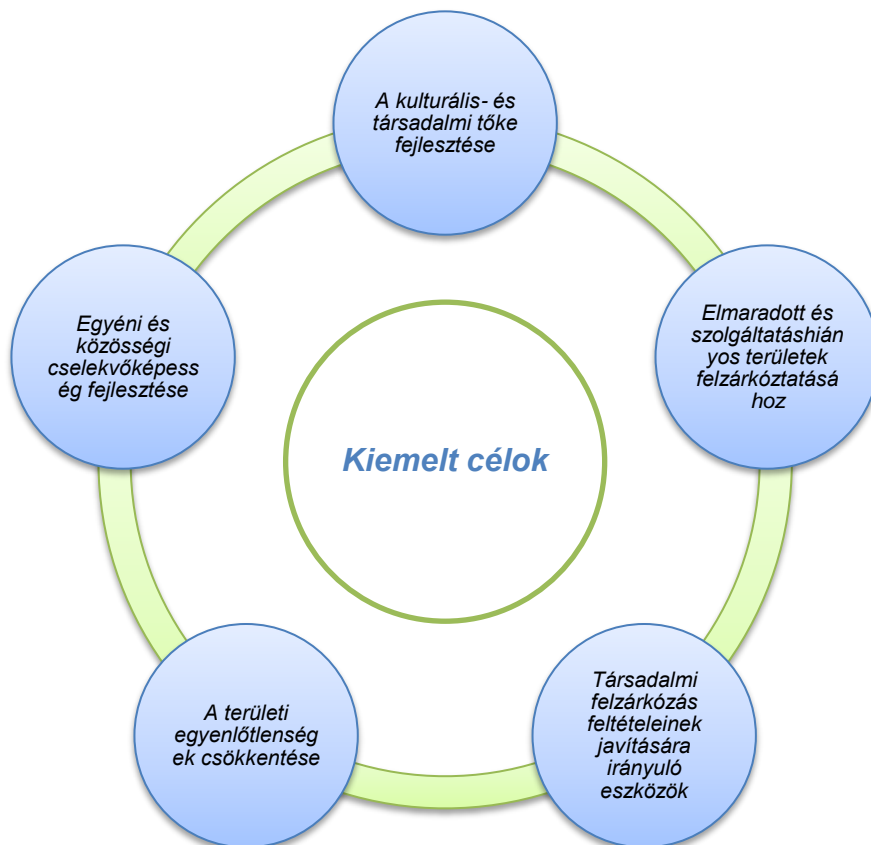 A kulturális- és
társadalmi tőke
fejlesztése
Elmaradott és
szolgáltatáshián
yos területek
felzárkóztatásá
hoz
Társadalmi
felzárkózás
feltételeinek
javítására
irányuló
eszközök
A területi
egyenlőtlenség
ek csökkentése
Egyéni és
közösségi
cselekvőképess
ég fejlesztése
Kiemelt célok